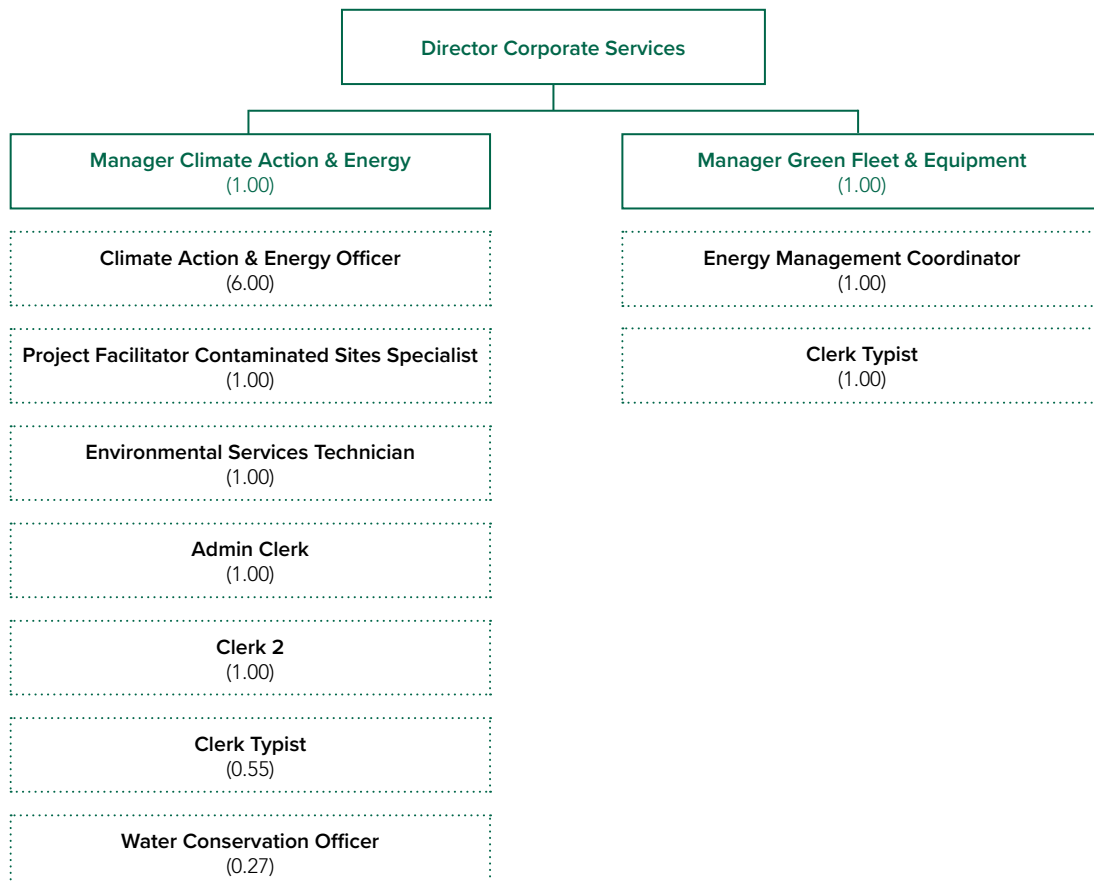 Director Corporate Services
Manager Climate Action & Energy
(1.00)
Climate Action & Energy Officer
(6.00)
Project Facilitator Contaminated Sites Specialist
(1.00)
Environmental Services Technician
(1.00)
Admin Clerk
(1.00)
Clerk 2
(1.00)
Clerk Typist
(0.55)
Water Conservation Officer
(0.27)
Manager Green Fleet & Equipment
(1.00)
Energy Management Coordinator
(1.00)
Clerk Typist
(1.00)